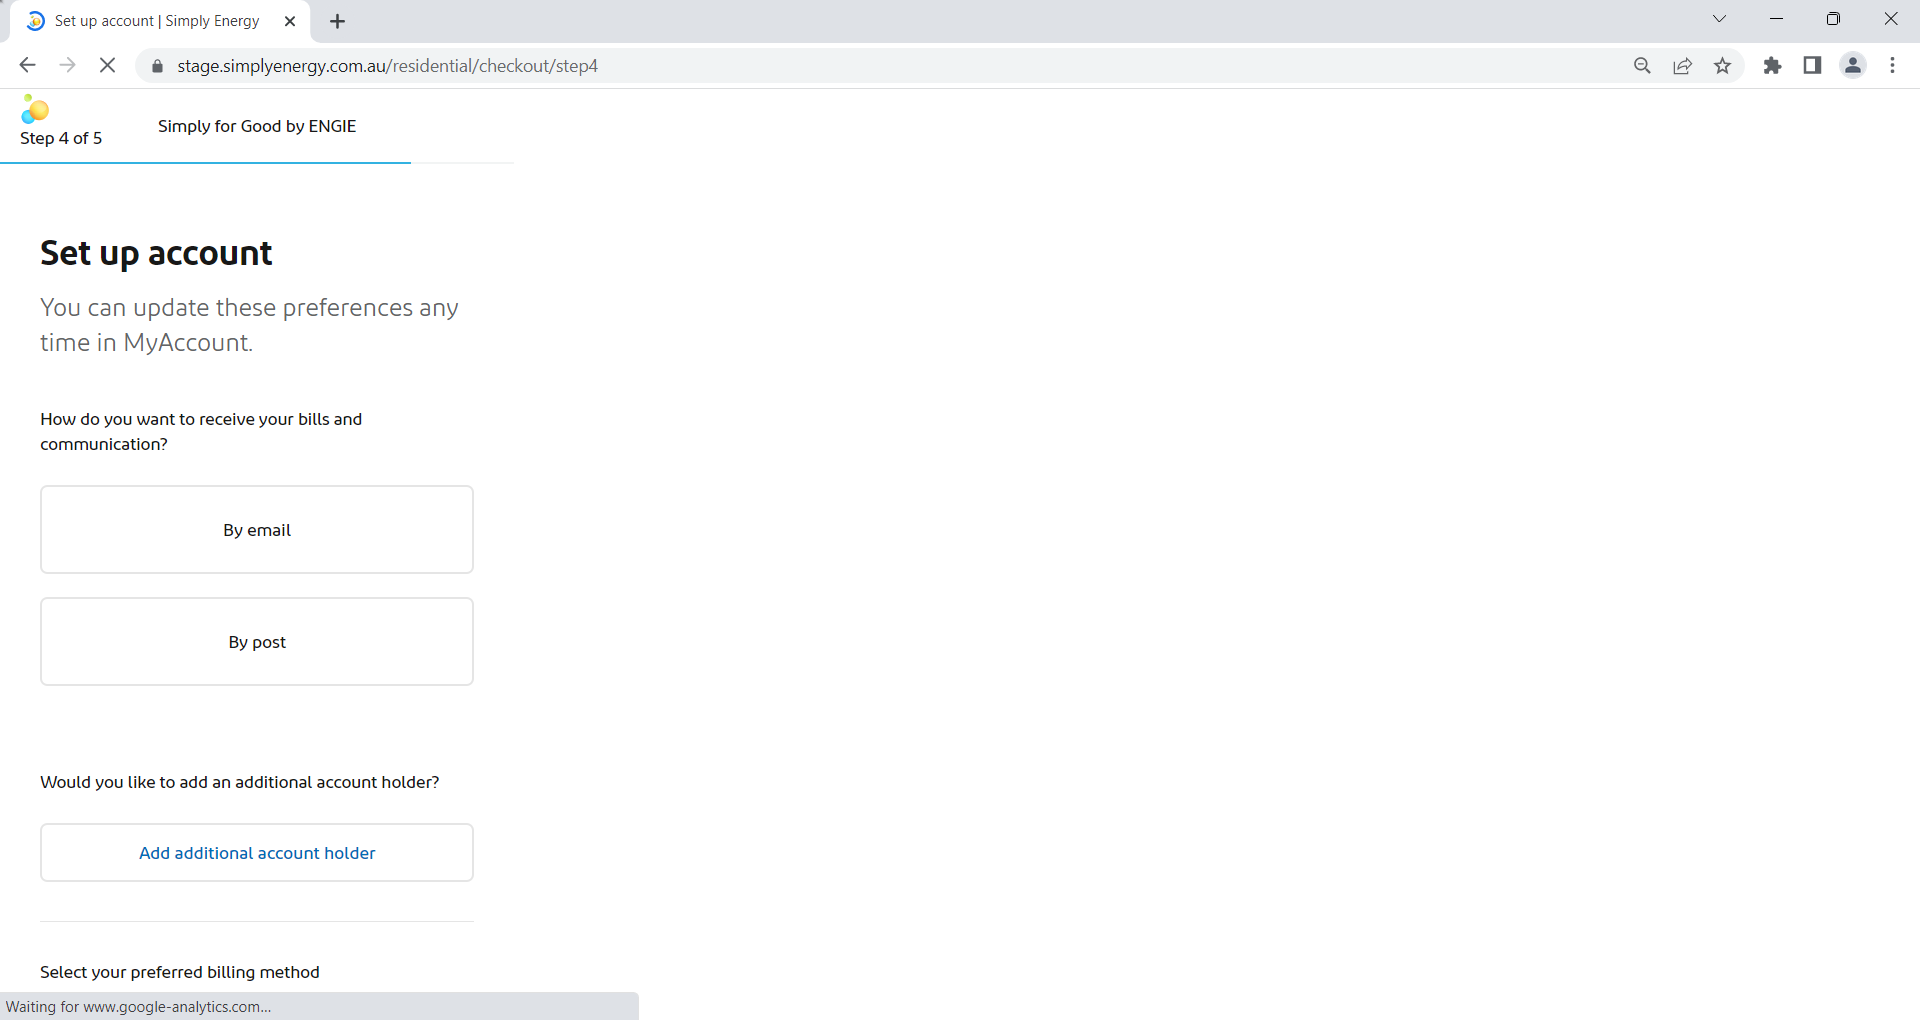 Set up account | Simply Energy
stage.simplyenergy.com.au/residential/checkout/step4
Step 4 of 5
Simply for Good by ENGIE
Set up account
You can update these preferences any
time in MyAccount.
How do you want to receive your bills and
communication?
By email
By post
Would you like to add an additional account holder?
Add additional account holder
Select your preferred billing method
Waiting for www.google-analytics.com...